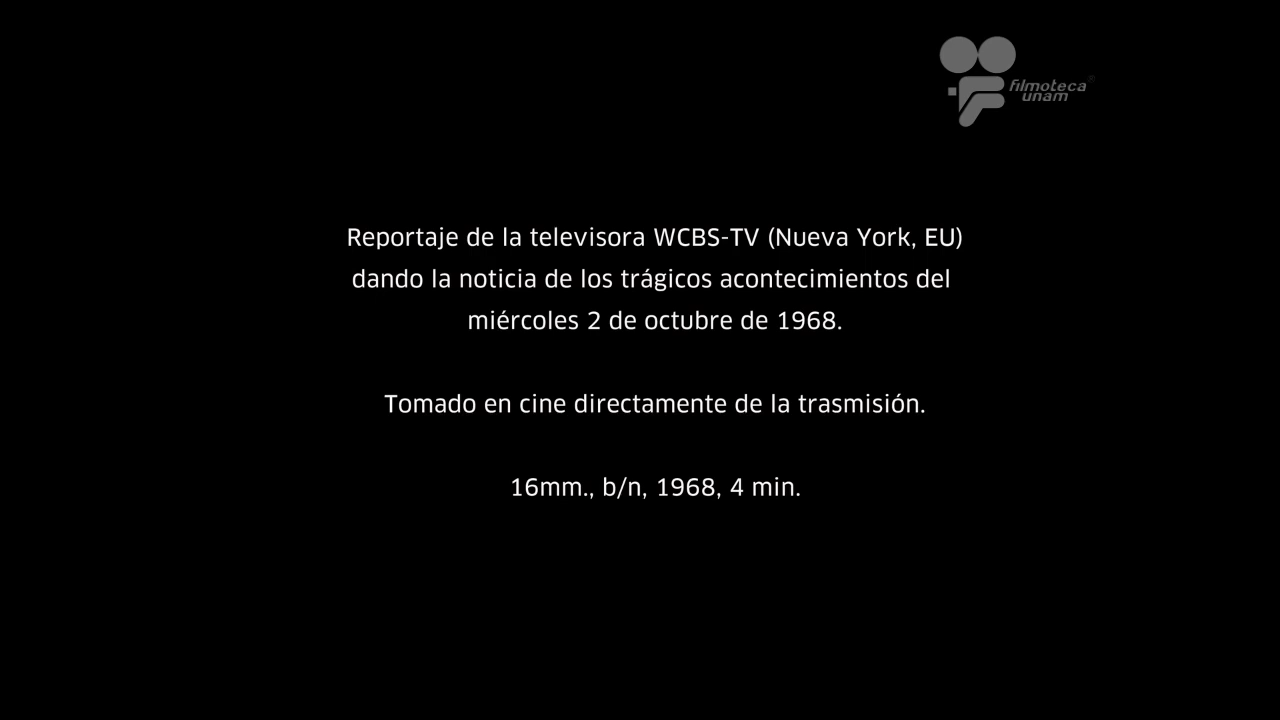 filmoteca
unam
Reportaje de la televisora WCBS-TV (Nueva York, EU)
dando la noticia de los trágicos acontecimientos del
miércoles 2 de octubre de 1968.
Tomado en cine directamente de la trasmisión.
16mm., b/n, 1968, 4 min.